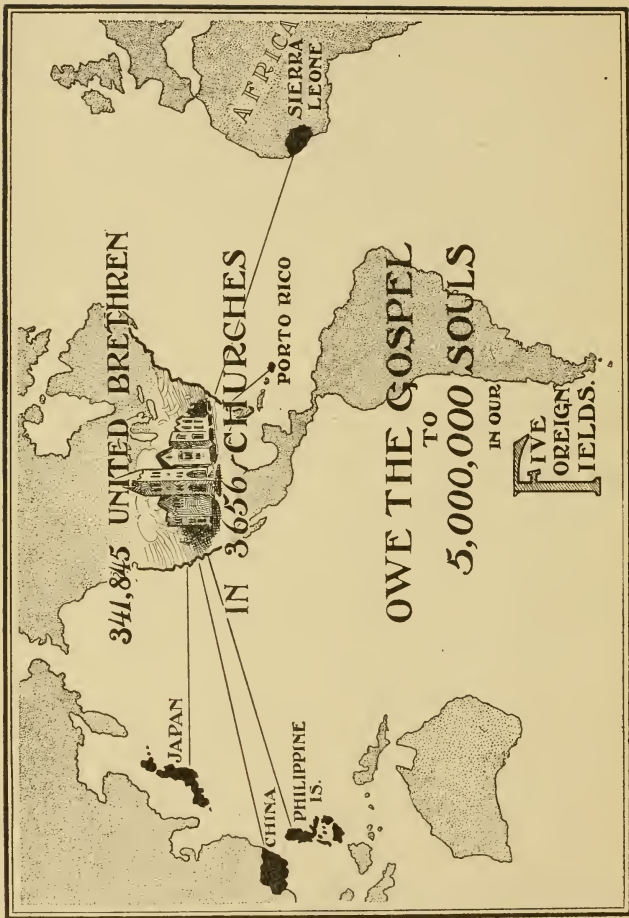 341,845 UNITED BRETHREN
IN 3656 CHURCHES
OWE THE GOSPEL
TO
5,000,000 SOULS
IN OUR
FIVE
FOREIGN
FIELDS.
JAPAN
CHINA
PHILIPPINE
IS.
PORTO RICO
AFRICA
SIERRA
LEONE